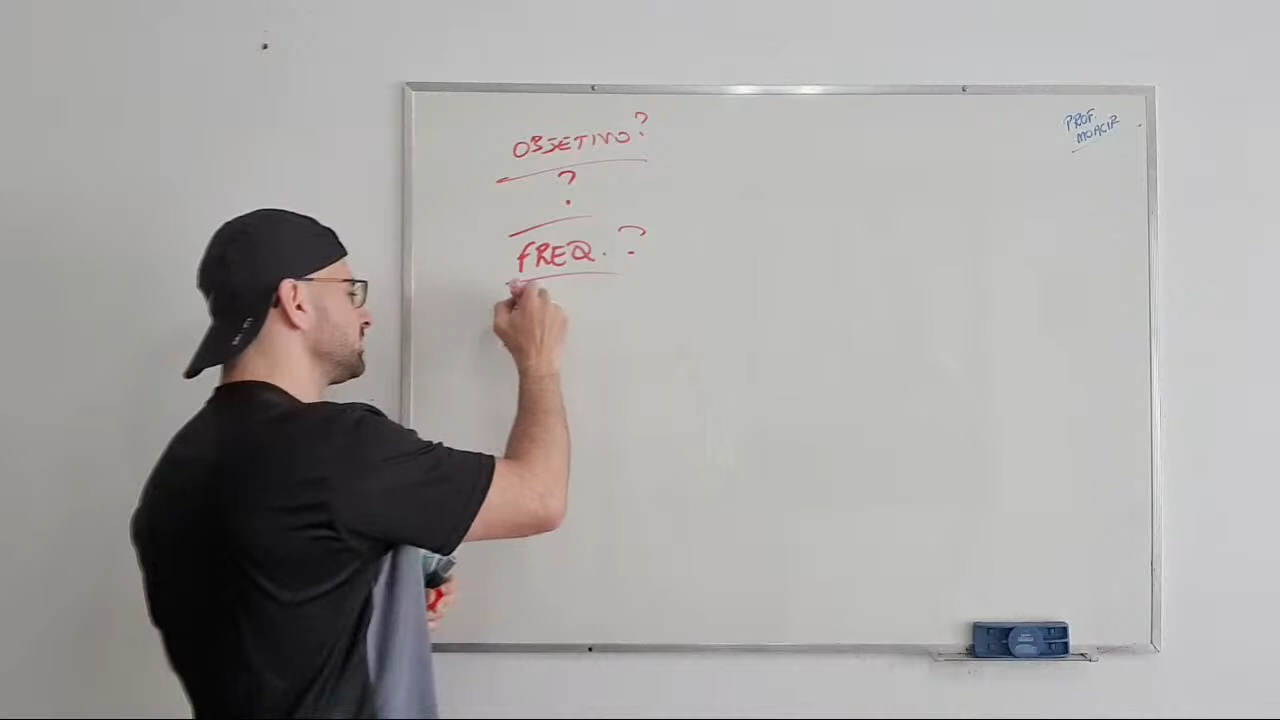 OBJETIVO?
?
FREQ. ?
PROF.
MOACIR